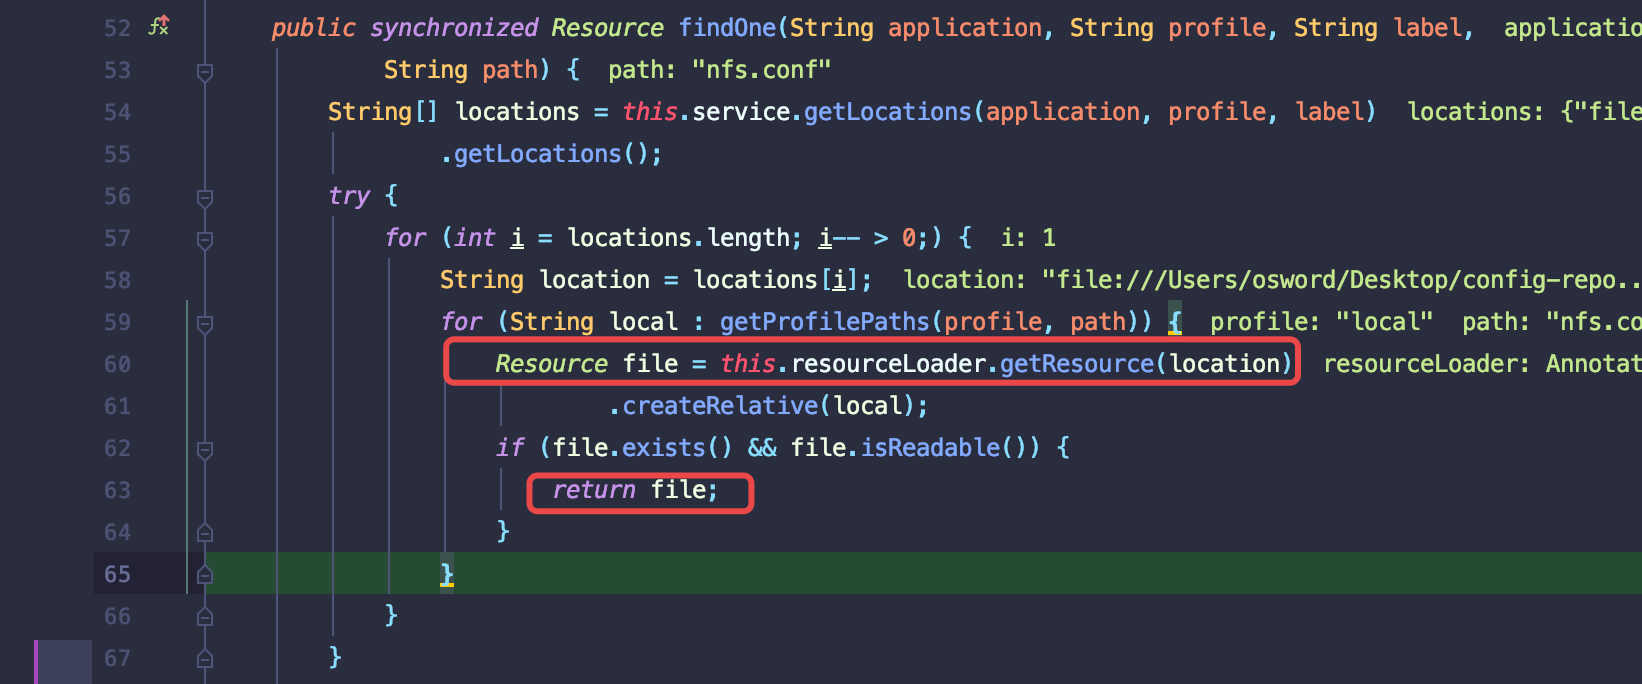 52 public synchronized Resource findOne(String application, String profile, String label, applicatio
53 String path) { path: "nfs.conf"
54 String[] locations = this.service.getLocations(application, profile, label) locations: {"file
55 .getLocations();
56 try {
57 for (int i = locations.length; i-- > 0;) { i: 1
58 String location = locations[i]; location: "file:///Users/osword/Desktop/config-repo..
59 for (String local : getProfilePaths(profile, path)) { profile: "local" path: "nfs.co
60 Resource file = this.resourceLoader.getResource(location) resourceLoader: Annotat
61 .createRelative(local);
62 if (file.exists() && file.isReadable()) {
63 return file;
64 }
65 }
66 }
67 }